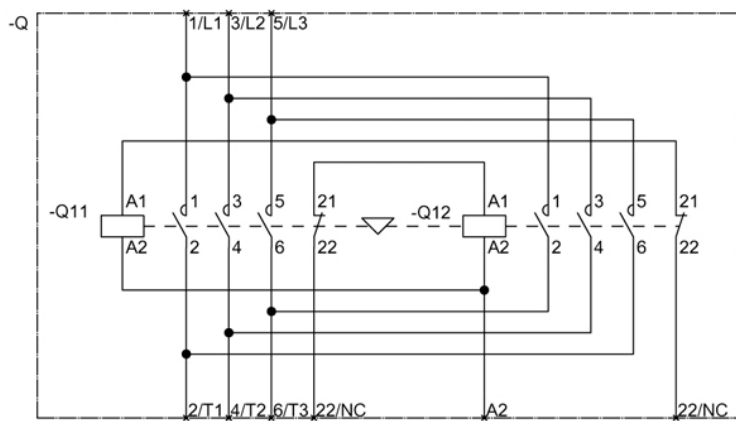 -Q 1/L1 3/L2 5/L3
A1 1 3 5 21 A1 1 3 5 21
-Q11 -Q12
A2 2 4 6 22 A2 2 4 6 22
2/T1 4/T2 6/T3 22/NC A2 22/NC